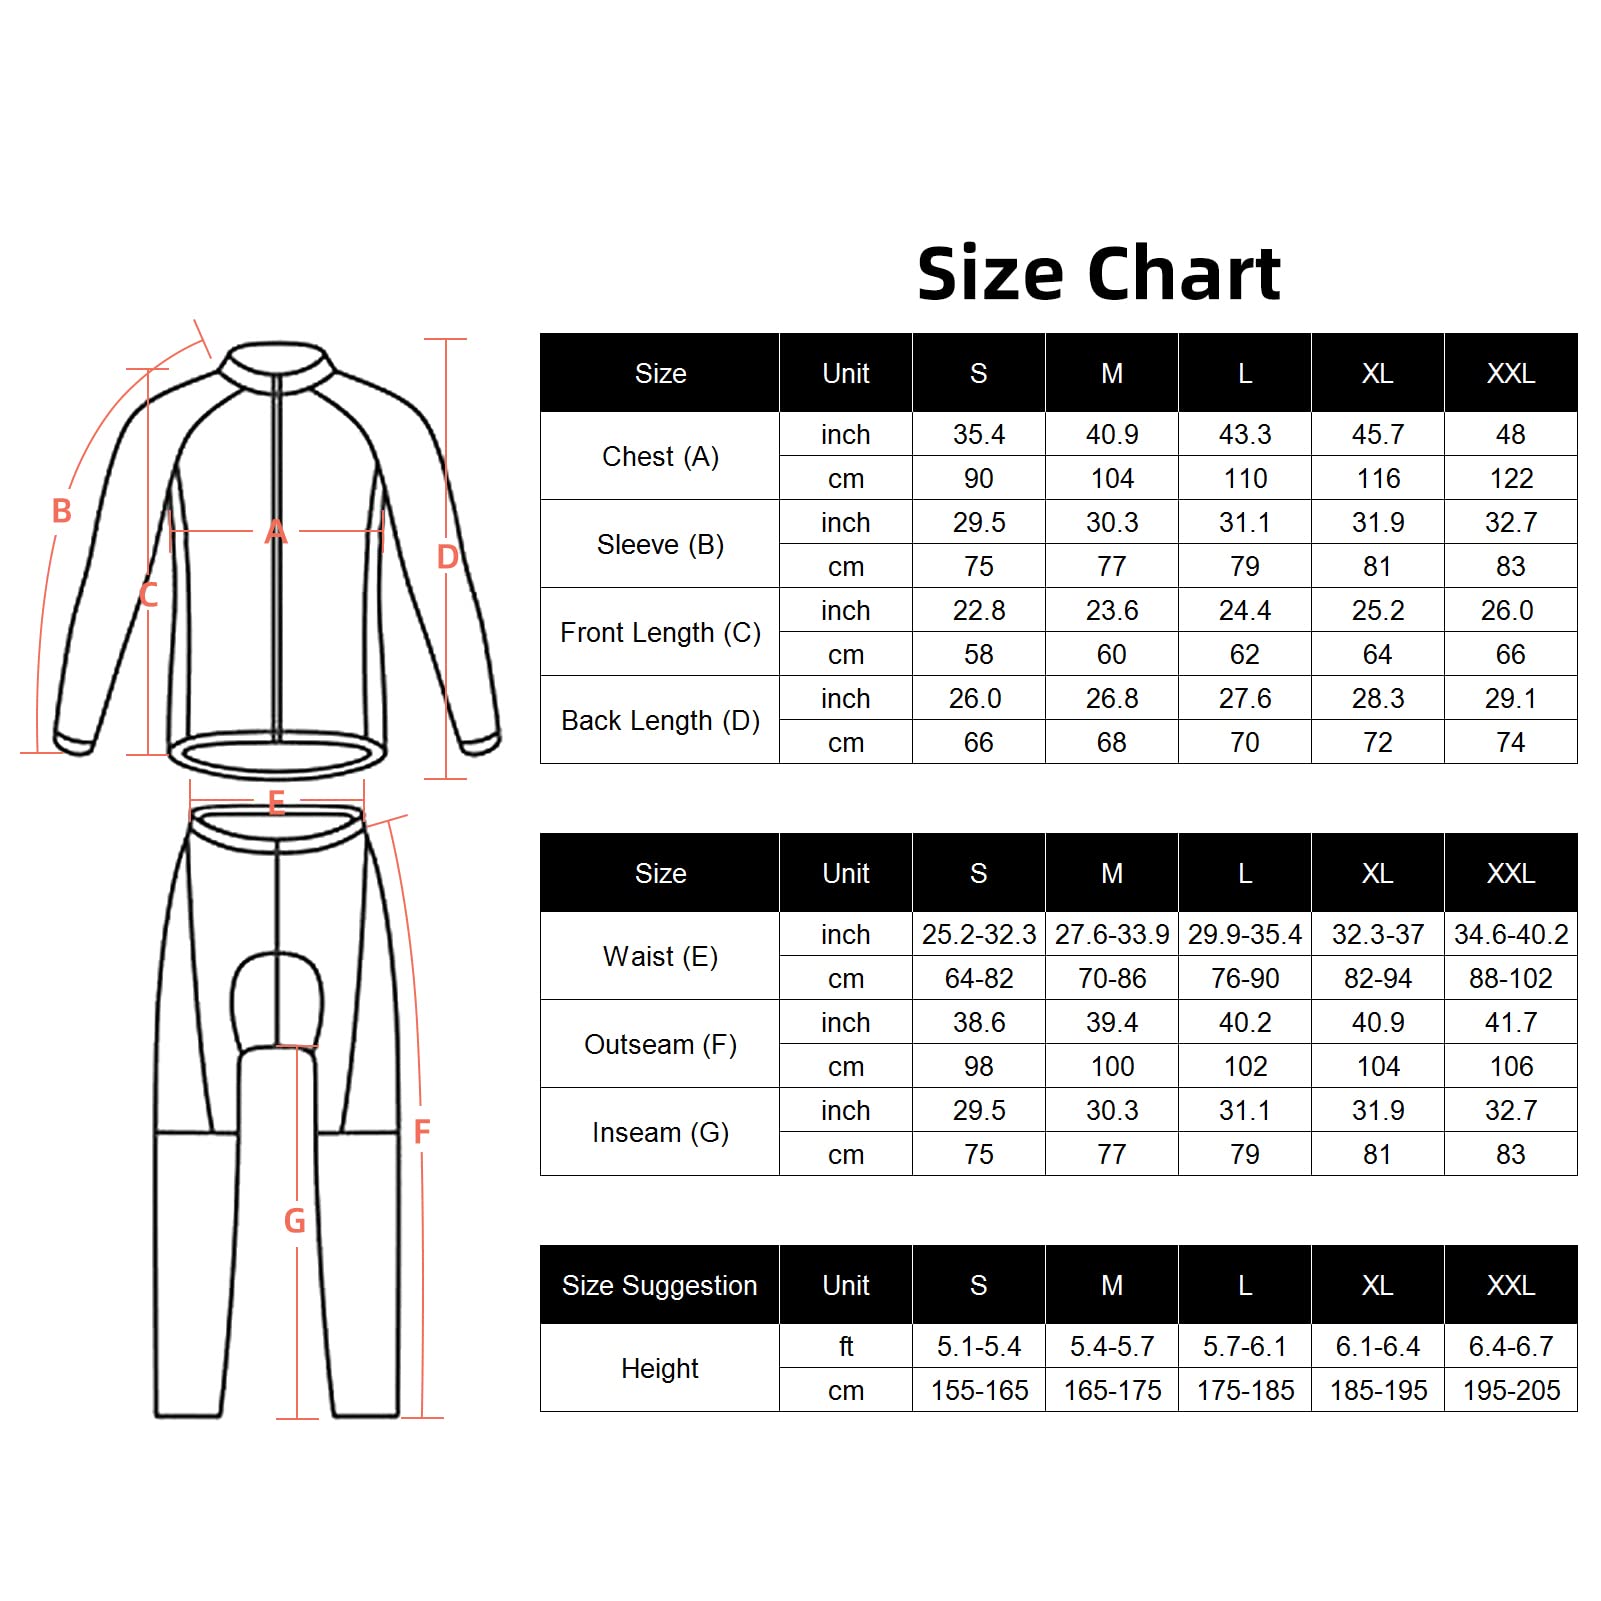 Size Chart
Size Unit S M L XL XXL
Chest (A) inch 35.4 40.9 43.3 45.7 48
cm 90 104 110 116 122
Sleeve (B) inch 29.5 30.3 31.1 31.9 32.7
cm 75 77 79 81 83
Front Length (C) inch 22.8 23.6 24.4 25.2 26.0
cm 58 60 62 64 66
Back Length (D) inch 26.0 26.8 27.6 28.3 29.1
cm 66 68 70 72 74
Size Unit S M L XL XXL
Waist (E) inch 25.2-32.3 27.6-33.9 29.9-35.4 32.3-37 34.6-40.2
cm 64-82 70-86 76-90 82-94 88-102
Outseam (F) inch 38.6 39.4 40.2 40.9 41.7
cm 98 100 102 104 106
Inseam (G) inch 29.5 30.3 31.1 31.9 32.7
cm 75 77 79 81 83
Size Suggestion Unit S M L XL XXL
Height ft 5.1-5.4 5.4-5.7 5.7-6.1 6.1-6.4 6.4-6.7
cm 155-165 165-175 175-185 185-195 195-205
B
A
D
C
E
F
G